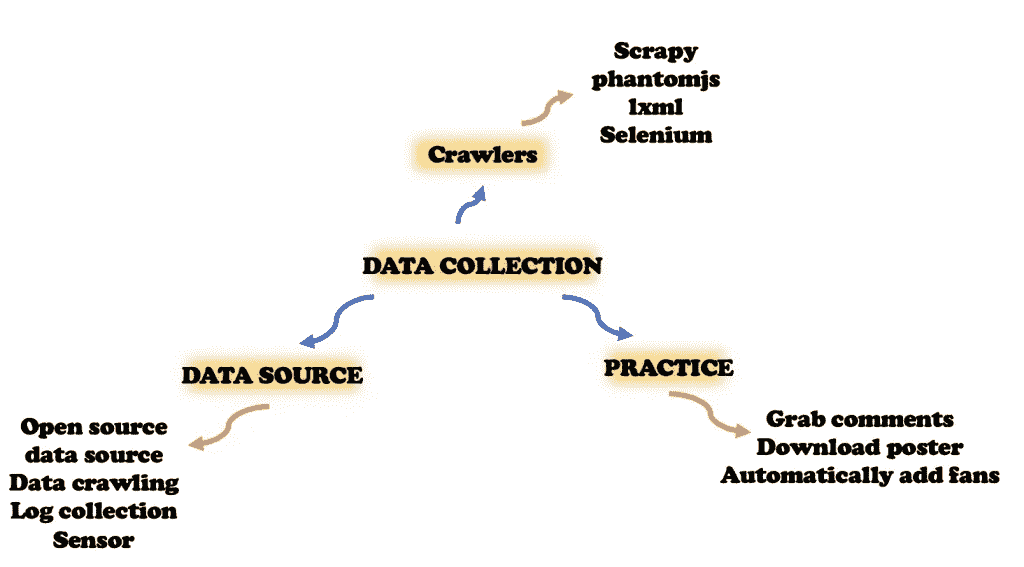 Scrapy
phantomjs
lxml
Selenium
Crawlers
DATA COLLECTION
DATA SOURCE
Open source
data source
Data crawling
Log collection
Sensor
PRACTICE
Grab comments
Download poster
Automatically add fans